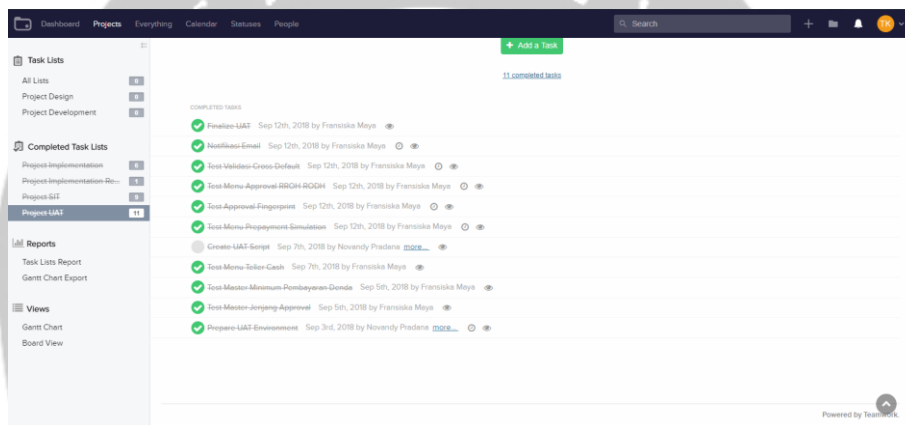 Dashboard Projects Everything Calendar Statuses People Search TK
+ Add a Task
Task Lists
11 completed tasks
All Lists 0
Project Design 0
Project Development 0
COMPLETED TASKS
Finalize UAT Sep 12th, 2018 by Fransiska Maya
Completed Task Lists
Notifikasi Email Sep 12th, 2018 by Fransiska Maya
Project Implementation 6
Test Validasi Cross Default Sep 12th, 2018 by Fransiska Maya
Project Implementation Re... 1
Test Menu Approval RROH RODH Sep 12th, 2018 by Fransiska Maya
Project SIT
Test Approval Fingerprint Sep 12th, 2018 by Fransiska Maya
Project UAT 11
Test Menu Prepayment Simulation Sep 12th, 2018 by Fransiska Maya
Reports
Create UAT Script Sep 7th, 2018 by Novandy Pradana more...
Task Lists Report
Test Menu Teller Cash Sep 7th, 2018 by Fransiska Maya
Gantt Chart Export
Test Master Minimum Pembayaran Denda Sep 5th, 2018 by Fransiska Maya
Views
Test Master Jenjang Approval Sep 5th, 2018 by Fransiska Maya
Gantt Chart
Prepare UAT Environment Sep 3rd, 2018 by Novandy Pradana more...
Board View
Powered by Teamwork.